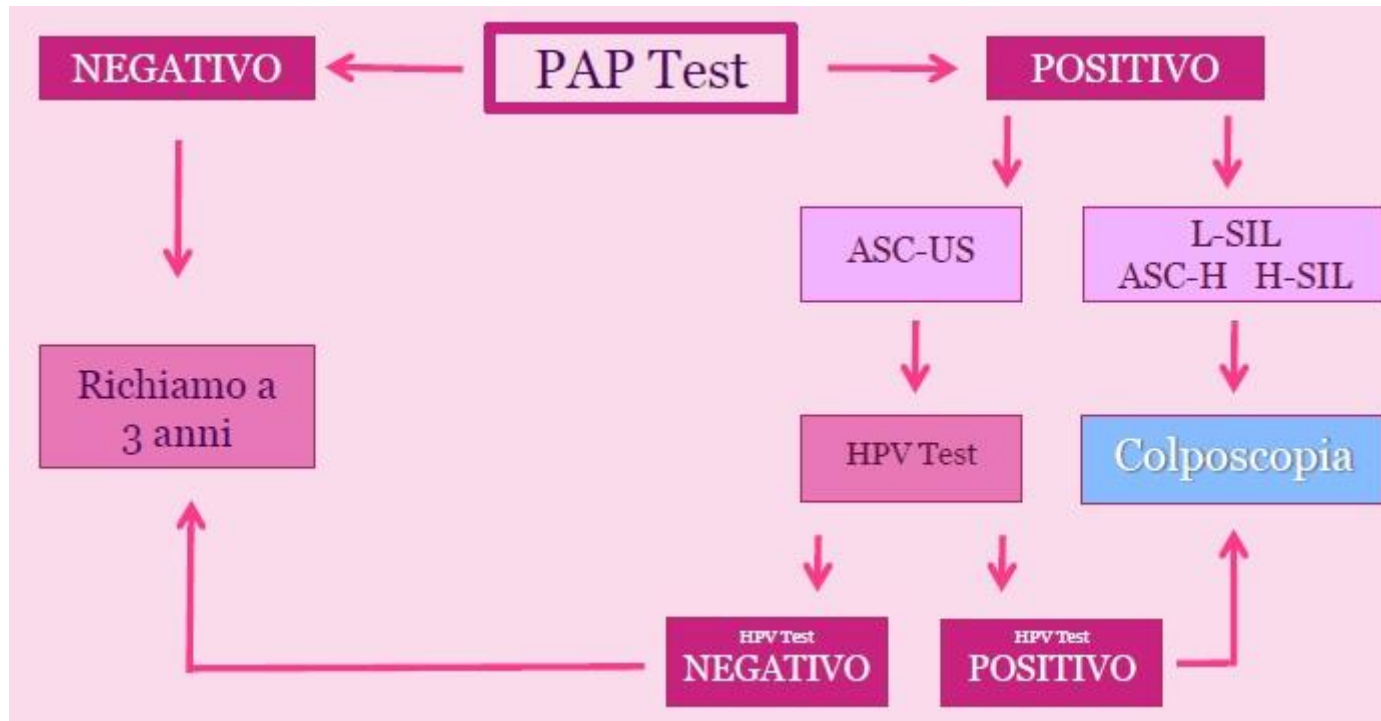 NEGATIVO
PAP Test
POSITIVO
ASC-US
L-SIL
ASC-H H-SIL
Richiamo a
3 anni
HPV Test
Colposcopia
HPV Test
NEGATIVO
HPV Test
POSITIVO